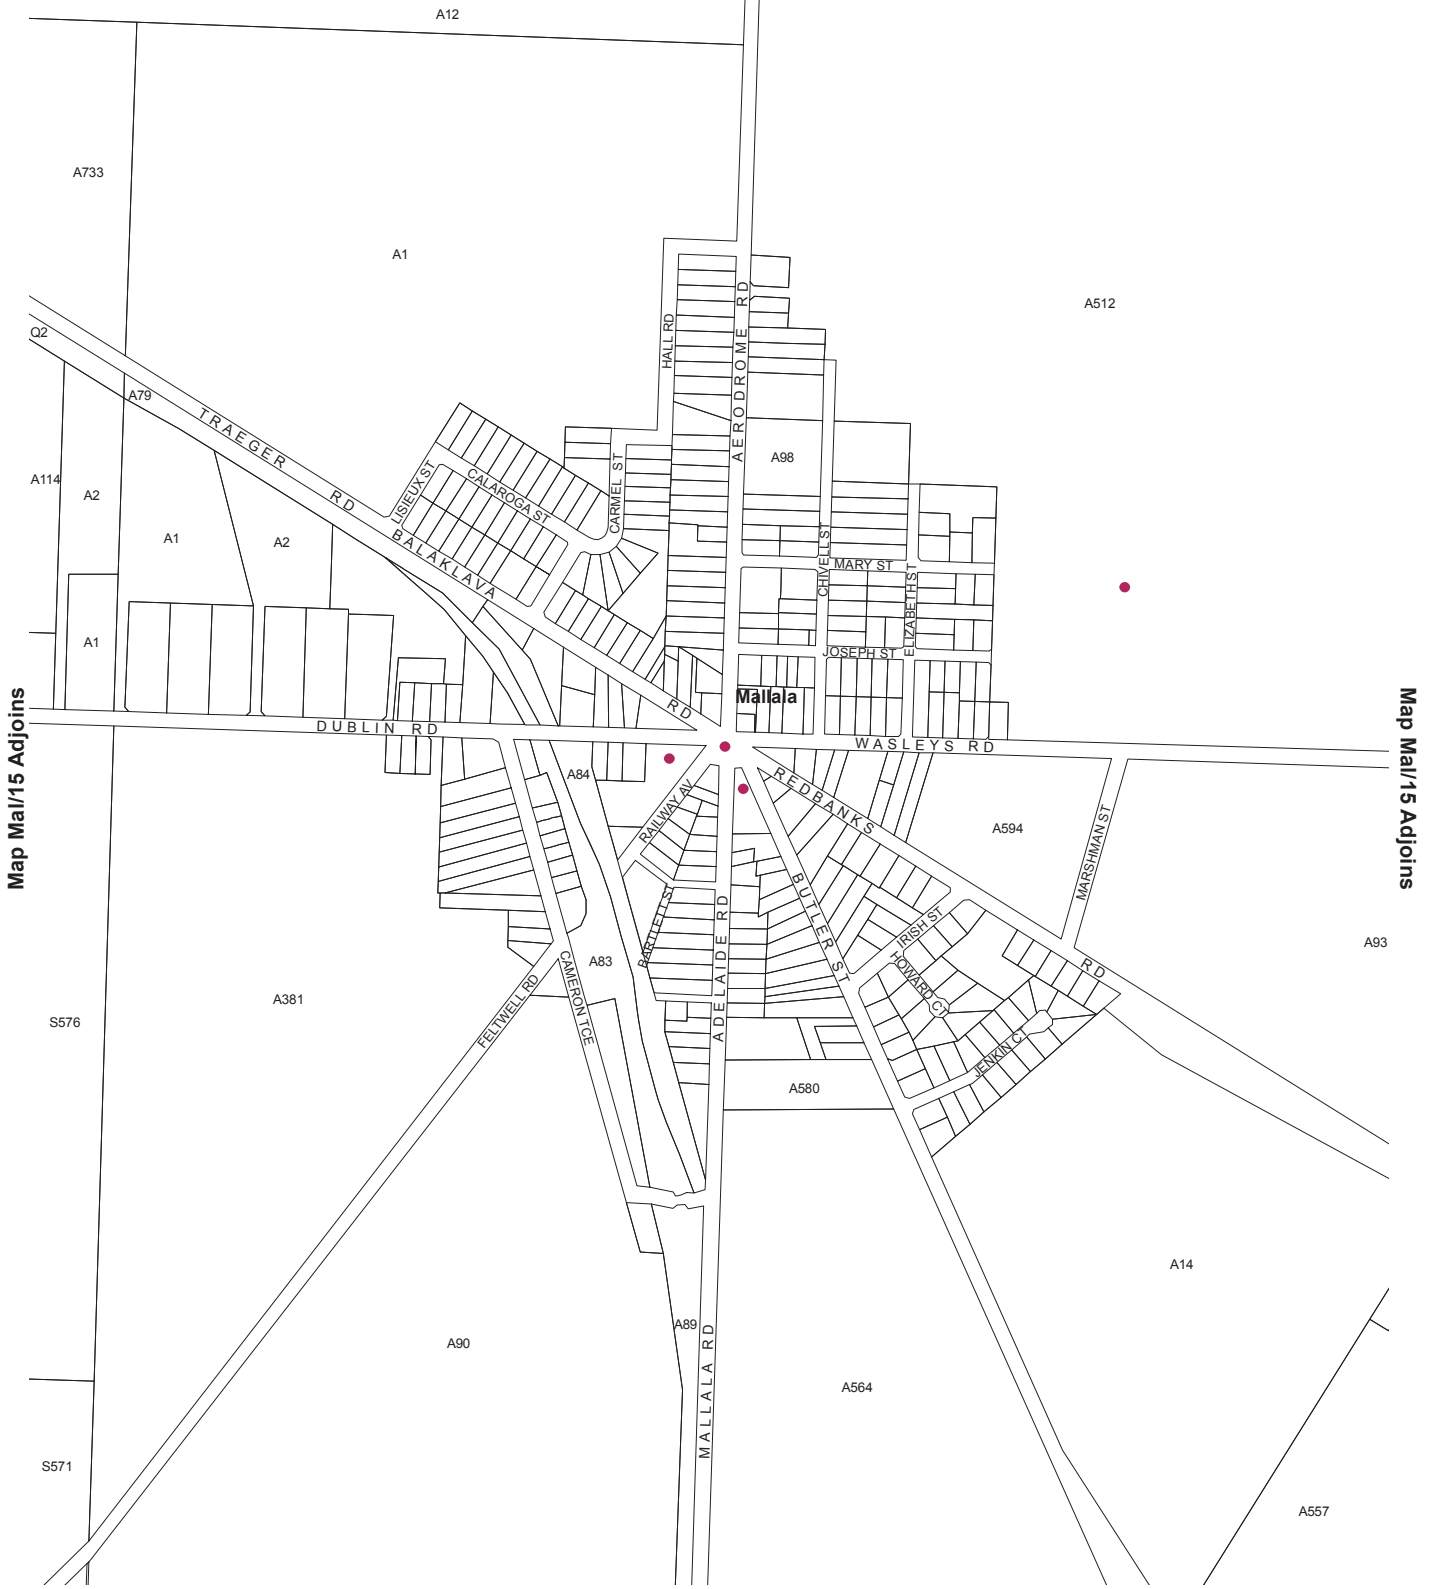 A12
A733
A1
A512
Q2
A79
TRAEGER RD
HALL RD
AERODROME RD
A98
A114
A2
A1
A2
LISIEUX ST
CALAROGA ST
CARMEL ST
BALAKLAVA RD
CHIVELL ST
MARY ST
ELIZABETH ST
A1
JOSEPH ST
Mallala
Map Mal/15 Adjoins
Map Mal/15 Adjoins
DUBLIN RD
WASLEYS RD
A84
RAILWAY AV
REDBANKS RD
A594
MARSHMAN ST
BUTLER ST
BARTLETT ST
ADELAIDE RD
IRISH ST
HOWARD CT
A93
A83
CAMERON TCE
FELTWELL RD
A381
S576
JENKIN CT
A580
A14
A89
A90
MALLALA RD
A564
S571
A557